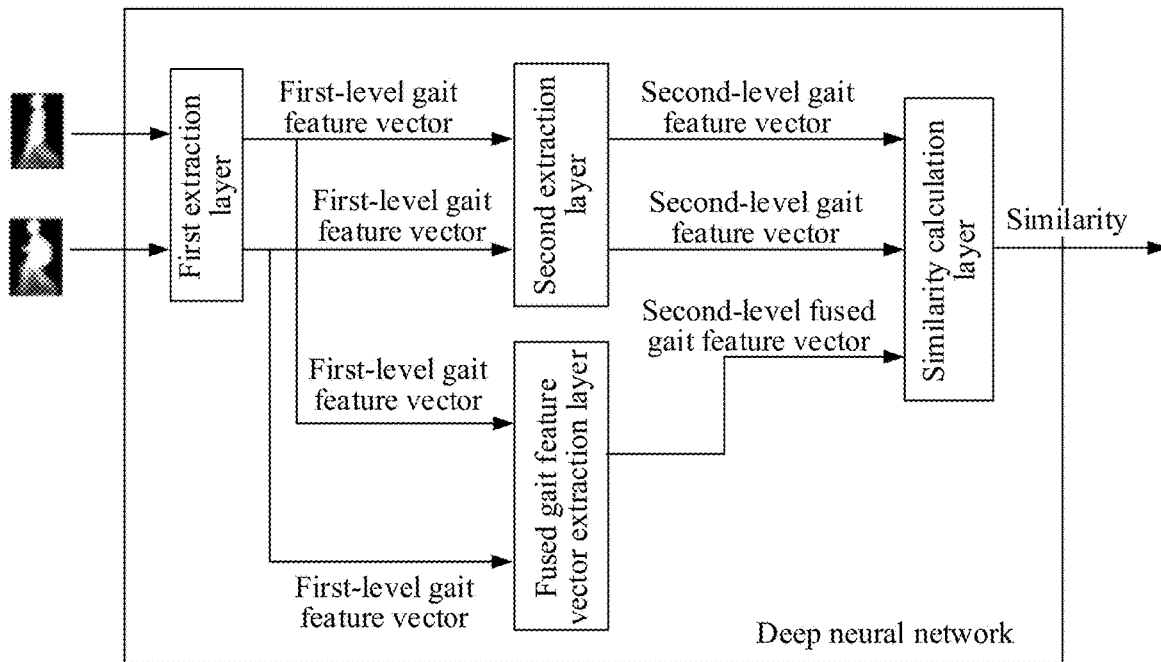 First extraction
layer
First-level gait
feature vector
First-level gait
feature vector
Second extraction
layer
Second-level gait
feature vector
Second-level gait
feature vector
Similarity calculation
layer
Similarity
Second-level fused
gait feature vector
First-level gait
feature vector
Fused gait feature
vector extraction layer
First-level gait
feature vector
Deep neural network